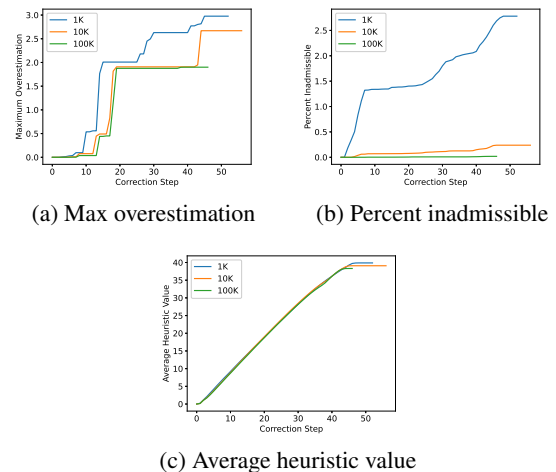 3.0
2.5
2.0
1.5
1.0
0.5
0.0
Maximum Overestimation
1K
10K
100K
0 10 20 30 40 50
Correction Step
(a) Max overestimation
2.5
2.0
1.5
1.0
0.5
0.0
Percent Inadmissible
1K
10K
100K
0 10 20 30 40 50
Correction Step
(b) Percent inadmissible
40
35
30
25
20
15
10
5
0
Average Heuristic Value
1K
10K
100K
0 10 20 30 40 50
Correction Step
(c) Average heuristic value